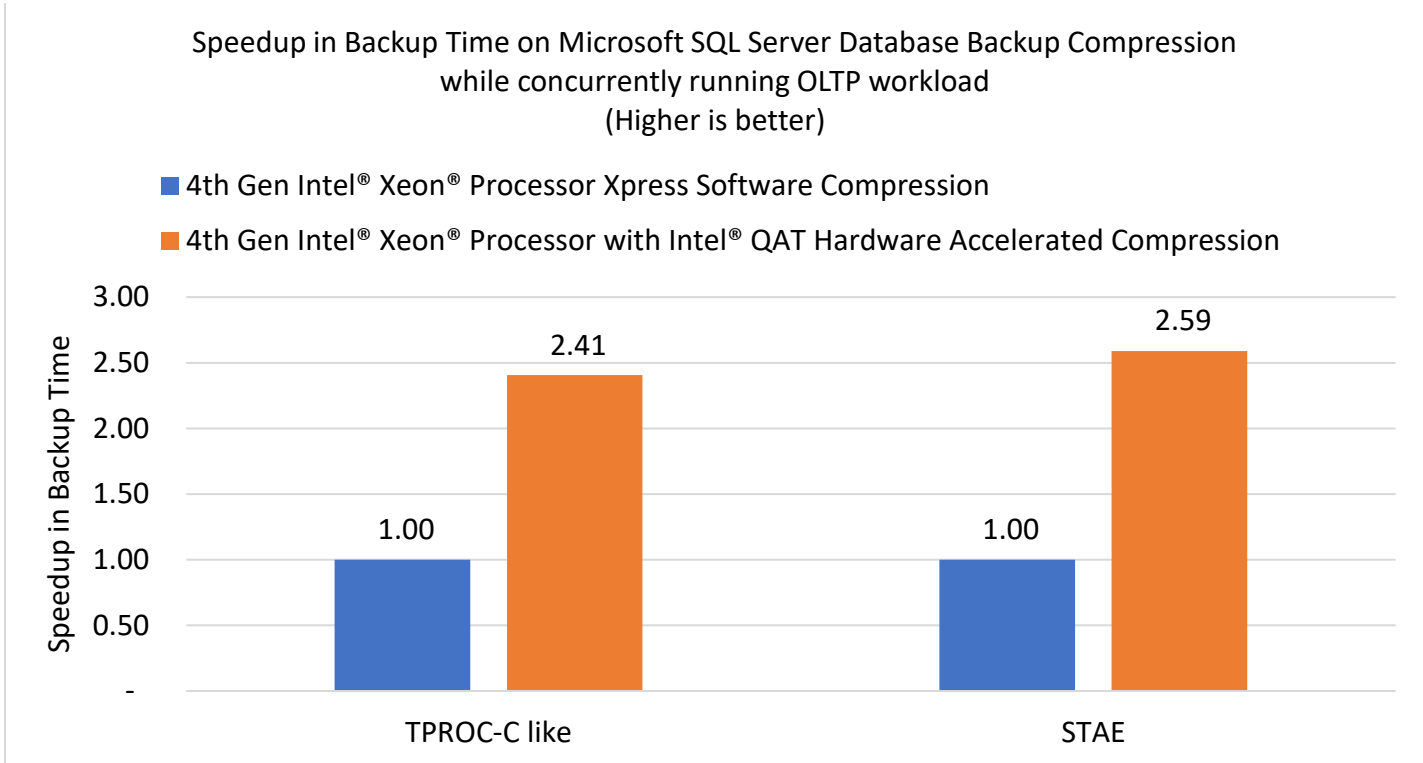 Speedup in Backup Time on Microsoft SQL Server Database Backup Compression
while concurrently running OLTP workload
(Higher is better)
4th Gen Intel® Xeon® Processor Xpress Software Compression
4th Gen Intel® Xeon® Processor with Intel® QAT Hardware Accelerated Compression
Speedup in Backup Time
3.00
2.50
2.00
1.50
1.00
0.50
-
1.00
2.41
1.00
2.59
TPROC-C like
STAE